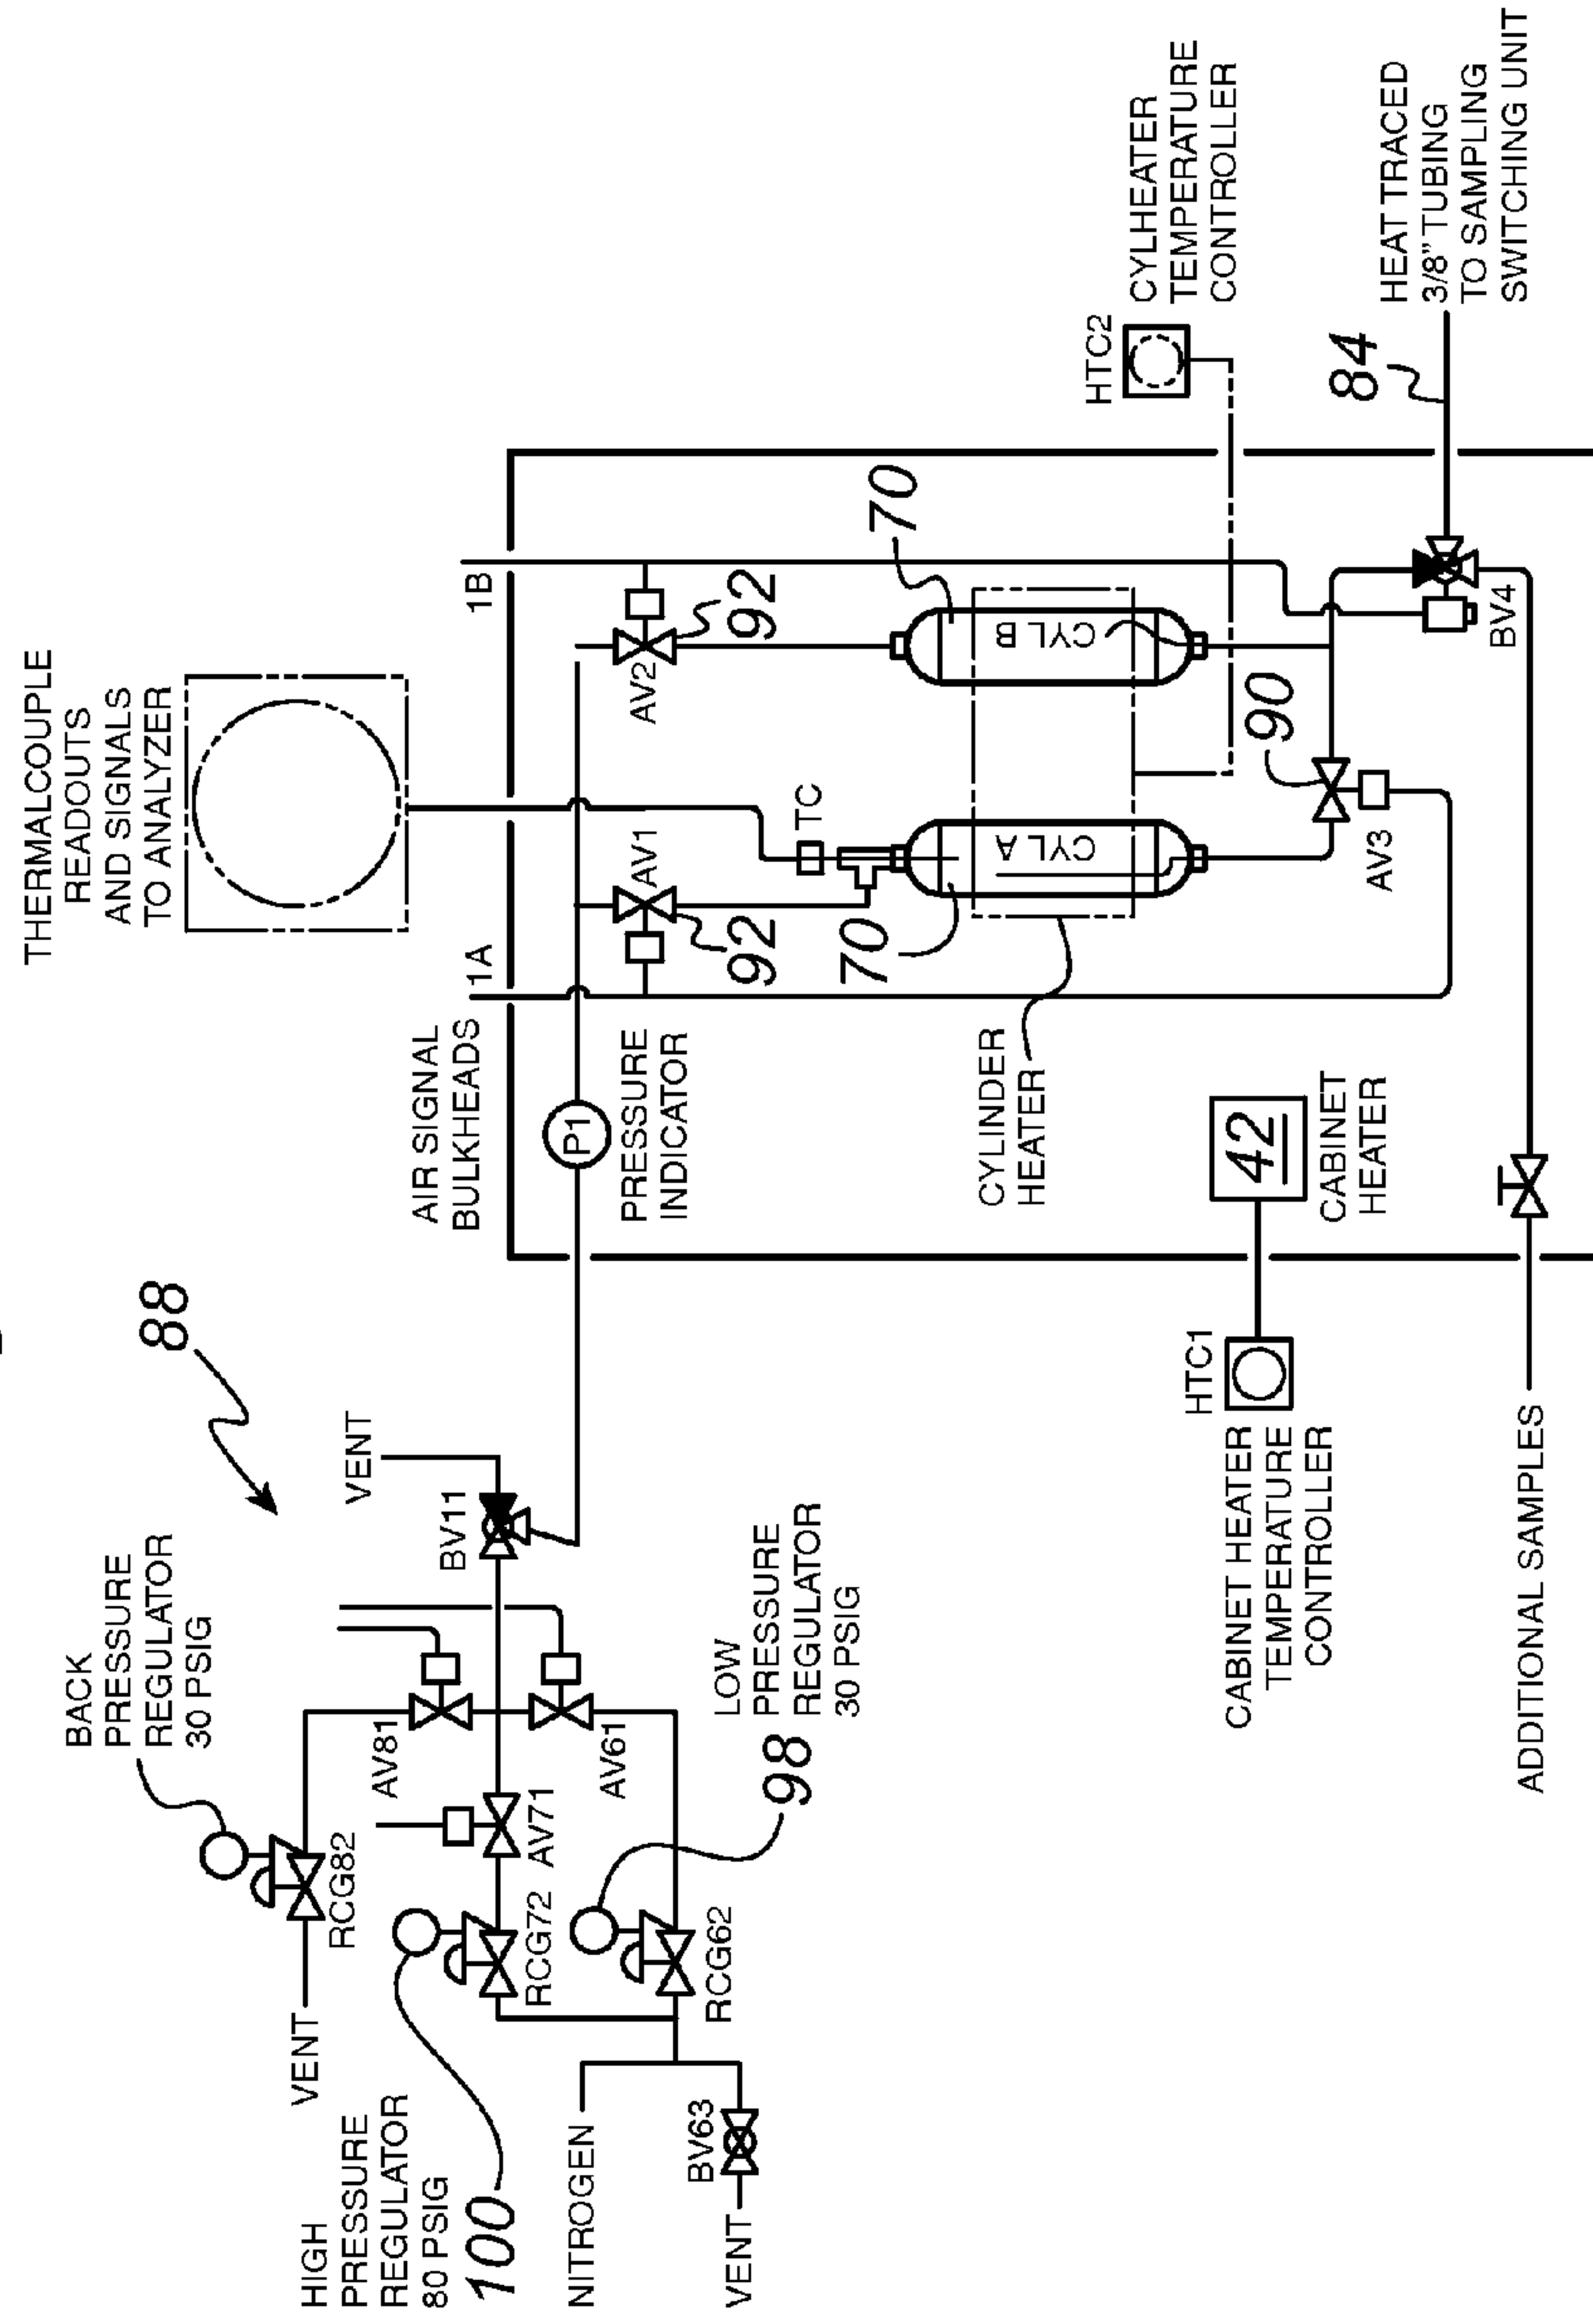 THERMALCOUPLE
READOUTS
AND SIGNALS
TO ANALYZER
88
BACK
PRESSURE
REGULATOR
30 PSIG
VENT
RCG82
AV81
VENT
BV11
HIGH
PRESSURE
REGULATOR
80 PSIG
100
RCG72
AV71
AV61
NITROGEN
BV63
VENT
RCG62
98
LOW
PRESSURE
REGULATOR
30 PSIG
AIR SIGNAL
BULKHEADS
1A
1B
P1
PRESSURE
INDICATOR
AV1
92
AV2
92
TC
70
70
CYL A
CYL B
CYLINDER
HEATER
HTC2
CYLHEATER
TEMPERATURE
CONTROLLER
90
AV3
42
CABINET
HEATER
HTC1
CABINET HEATER
TEMPERATURE
CONTROLLER
84
HEAT TRACED
3/8" TUBING
TO SAMPLING
SWITCHING UNIT
BV4
ADDITIONAL SAMPLES